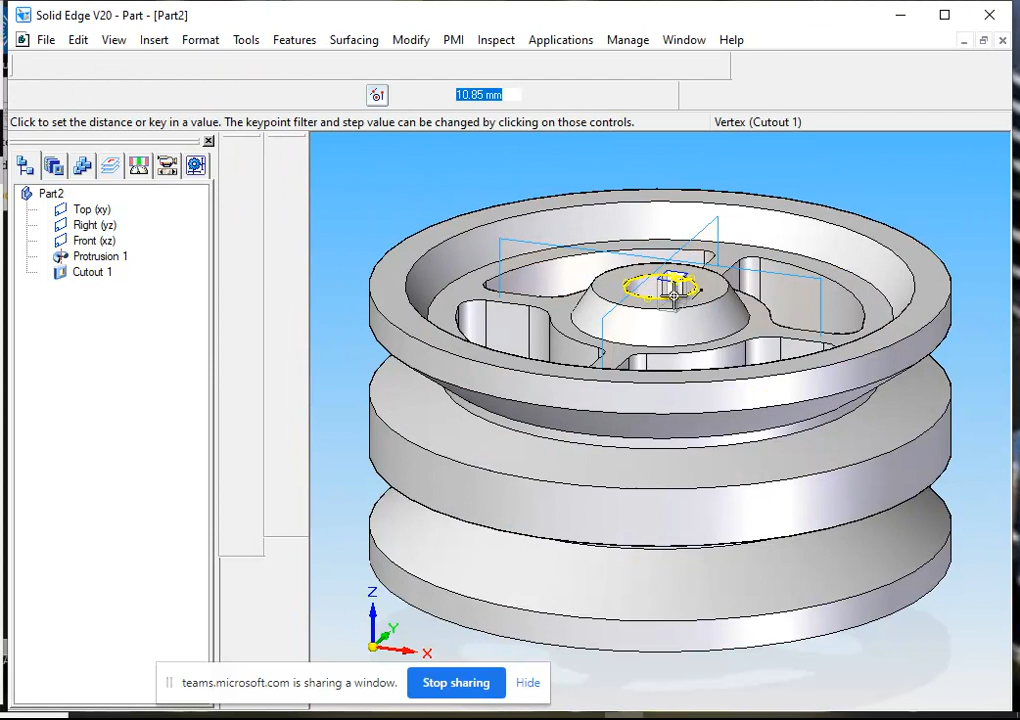 Solid Edge V20 - Part - [Part2]
File Edit View Insert Format Tools Features Surfacing Modify PMI Inspect Applications Manage Window Help
10.85 mm
Click to set the distance or key in a value. The keypoint filter and step value can be changed by clicking on those controls. Vertex (Cutout 1)
Part2
Top (xy)
Right (yz)
Front (xz)
Protrusion 1
Cutout 1
Z
Y
X
teams.microsoft.com is sharing a window. Stop sharing Hide